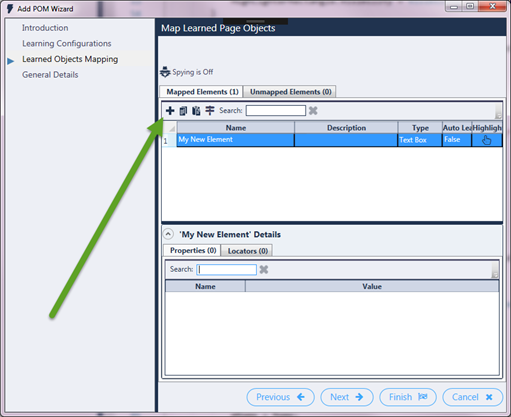 Add POM Wizard
Introduction
Learning Configurations
Learned Objects Mapping
General Details
Map Learned Page Objects
Spying is Off
Mapped Elements (1) Unmapped Elements (0)
Search:
Name Description Type Auto Lea Highligh
1 My New Element Text Box False
'My New Element' Details
Properties (0) Locators (0)
Search:
Name Value
Previous Next Finish Cancel